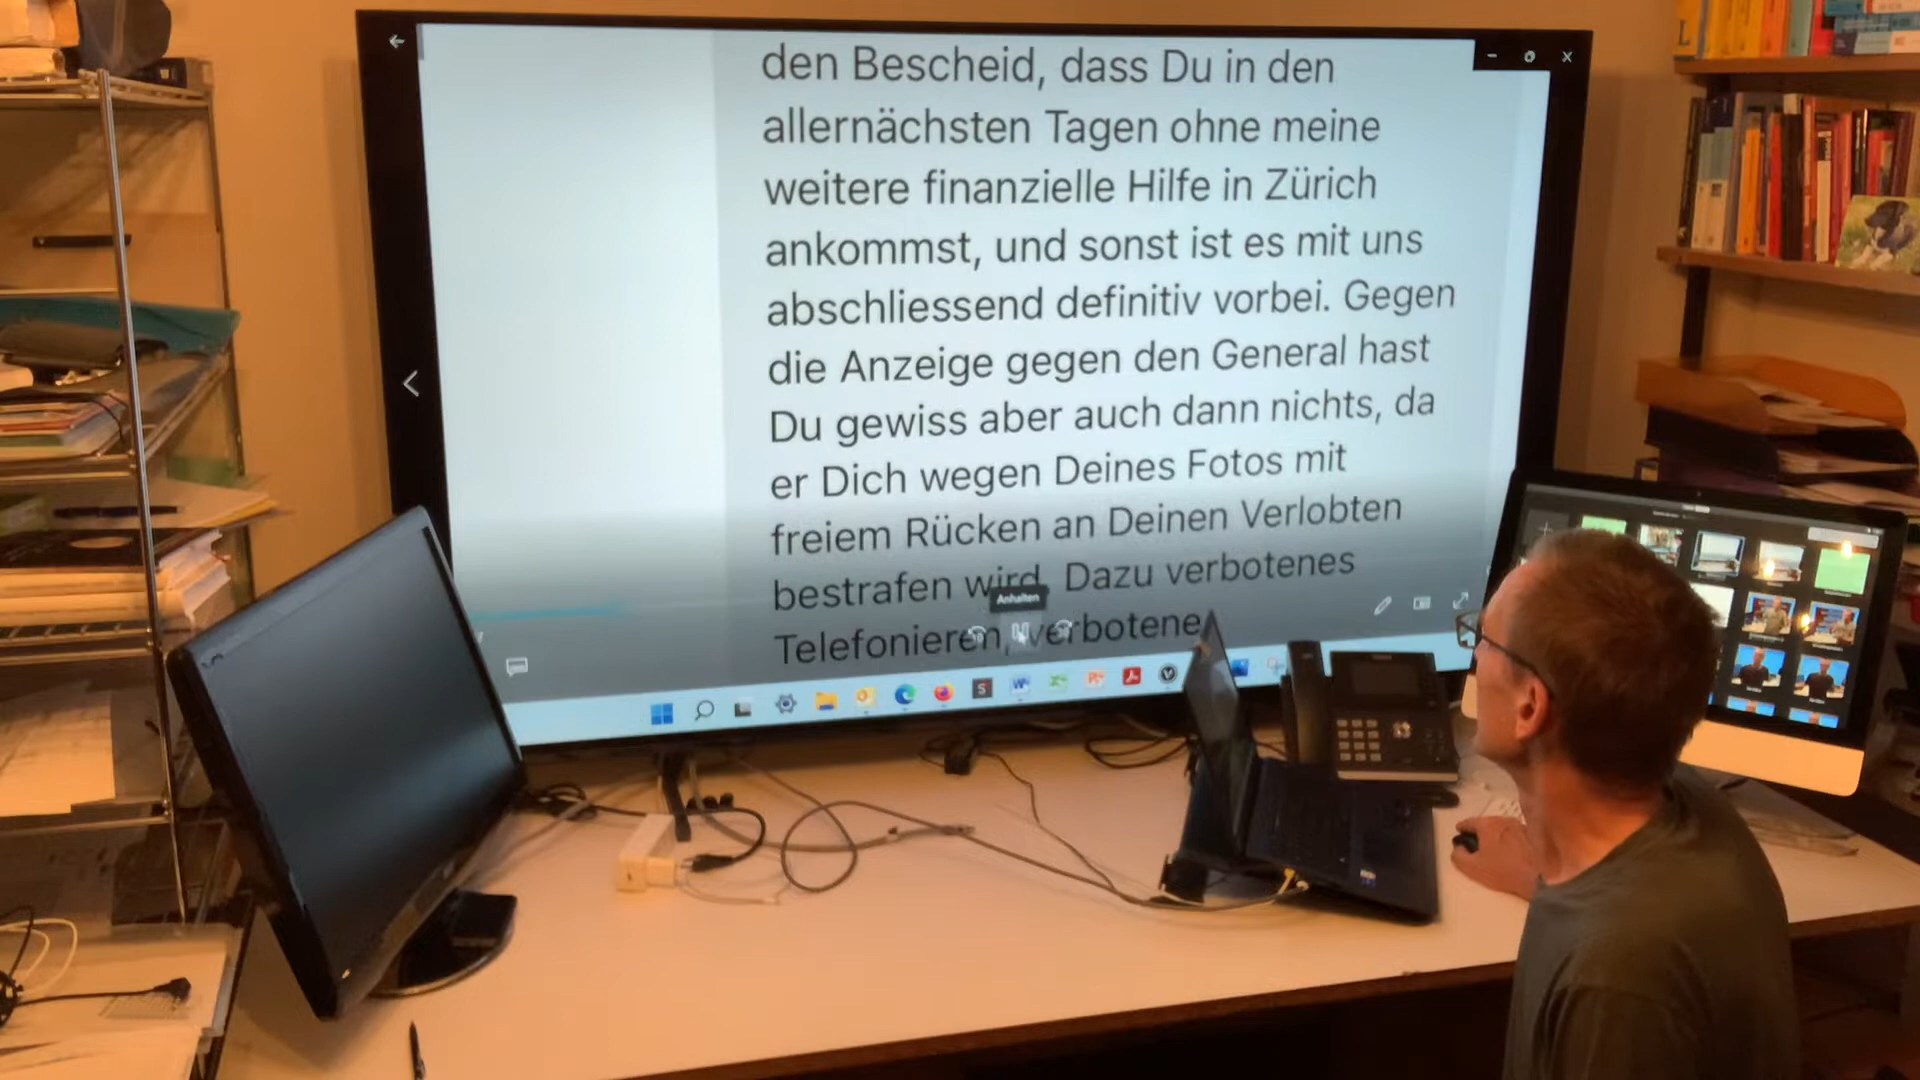 den Bescheid, dass Du in den
allernächsten Tagen ohne meine
weitere finanzielle Hilfe in Zürich
ankommst, und sonst ist es mit uns
abschliessend definitiv vorbei. Gegen
die Anzeige gegen den General hast
Du gewiss aber auch dann nichts, da
er Dich wegen Deines Fotos mit
freiem Rücken an Deinen Verlobten
bestrafen wird. Dazu verbotenes
Anhalten
Telefonieren, verbotene